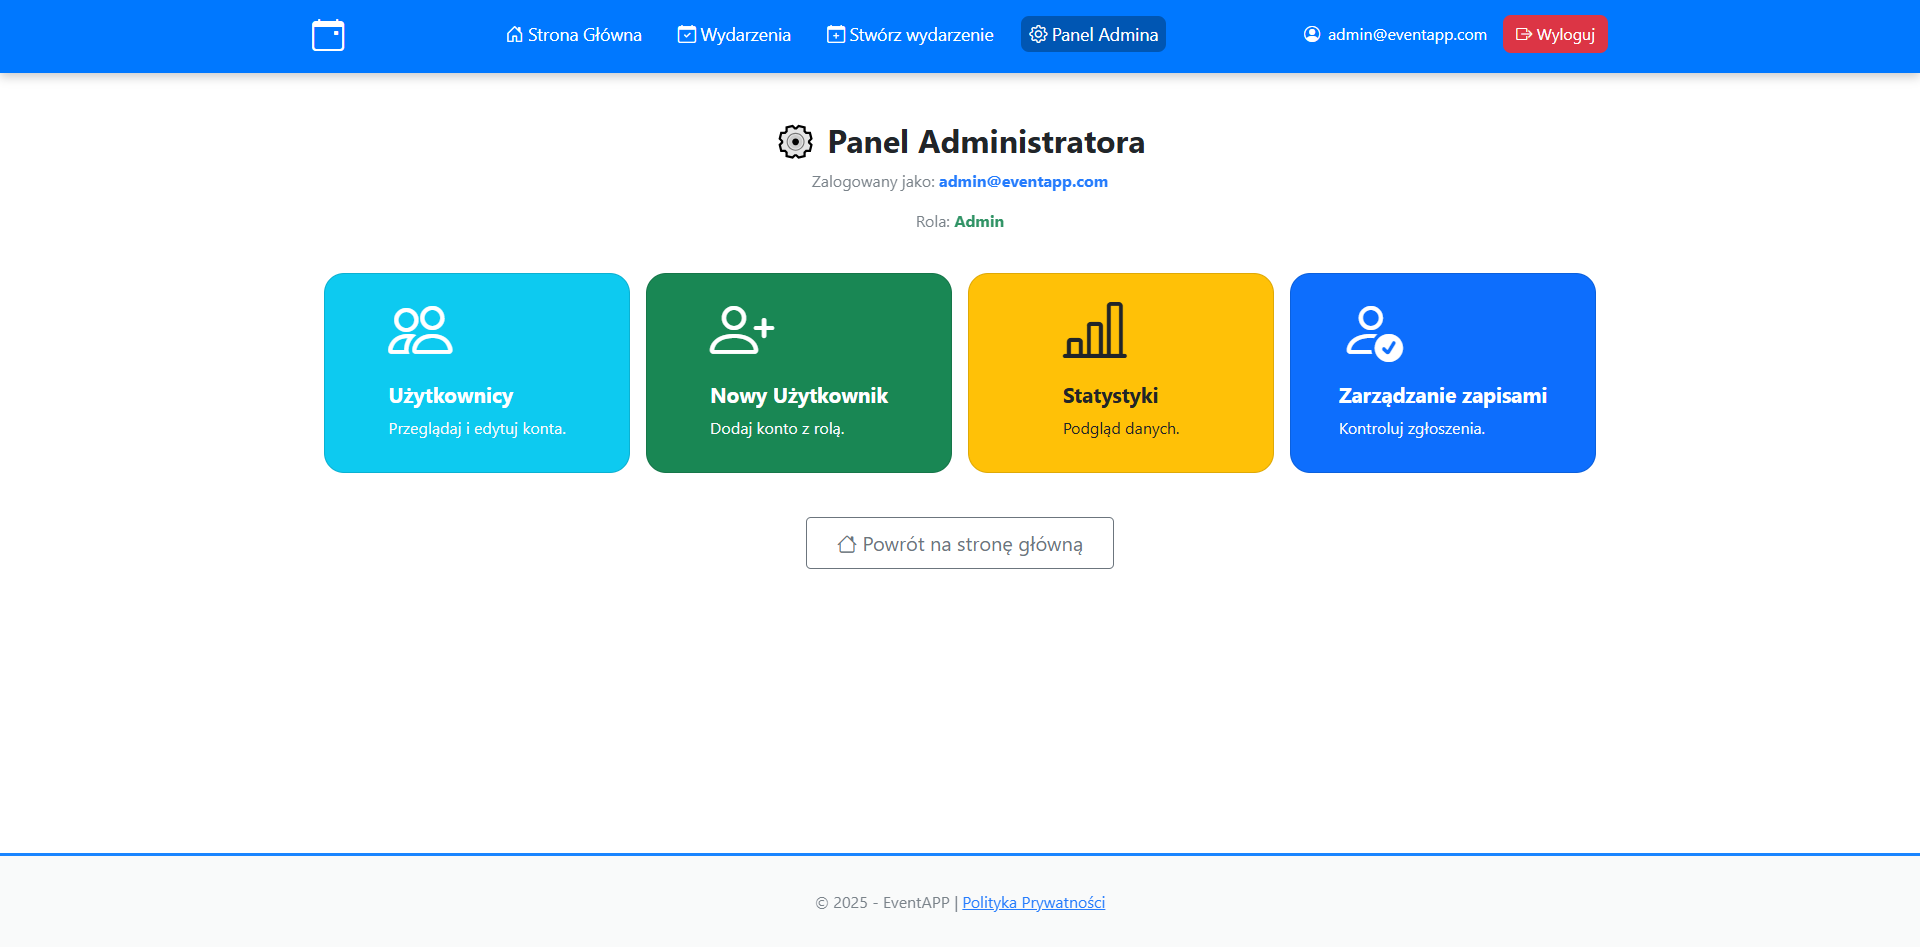 Strona Główna
Wydarzenia
Stwórz wydarzenie
Panel Admina
admin@eventapp.com
Wyloguj
Panel Administratora
Zalogowany jako: admin@eventapp.com
Rola: Admin
Użytkownicy
Przeglądaj i edytuj konta.
Nowy Użytkownik
Dodaj konto z rolą.
Statystyki
Podgląd danych.
Zarządzanie zapisami
Kontroluj zgłoszenia.
Powrót na stronę główną
© 2025 - EventAPP | Polityka Prywatności